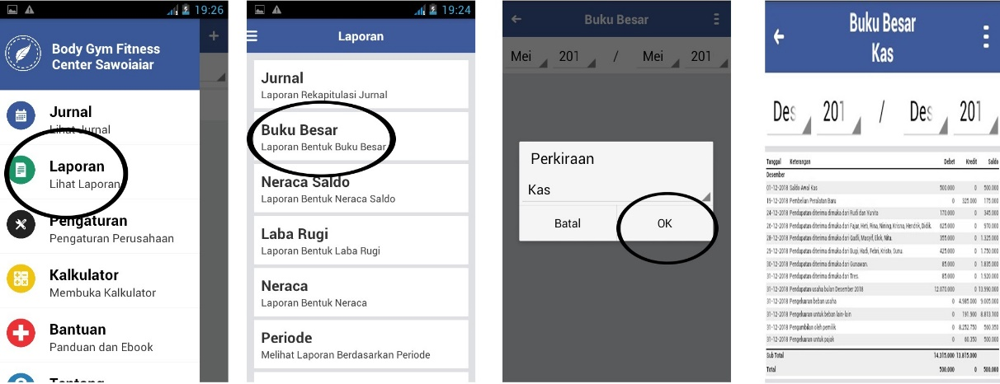 19:26
Body Gym Fitness
Center Sawoiaiar
+
Jurnal
Lihat Jurnal
Laporan
Lihat Laporan
Pengaturan
Pengaturan Perusahaan
Kalkulator
Membuka Kalkulator
Bantuan
Panduan dan Ebook
Tentang
19:24
Laporan
Jurnal
Laporan Rekapitulasi Jurnal
Buku Besar
Laporan Bentuk Buku Besar
Neraca Saldo
Laporan Bentuk Neraca Saldo
Laba Rugi
Laporan Bentuk Laba Rugi
Neraca
Laporan Bentuk Neraca
Periode
Melihat Laporan Berdasarkan Periode
Buku Besar
Mei 201 / Mei 201
Perkiraan
Kas
Batal OK
Buku Besar
Kas
Des 201 / Des 201
Tanggal Keterangan Debet Kredit Saldo
Desember
01-12-2018 Saldo Awal Kas 500.000 0 500.000
19-12-2018 Pembelian Peralatan Baru 0 325.000 175.000
24-12-2018 Pendapatan diterima dimuka dari Rudi dan Yunita 170.000 0 345.000
26-12-2018 Pendapatan diterima dimuka dari Fajar, Heti, Rina, Nining, Krisna, Hendrik, Didik. 625.000 0 970.000
28-12-2018 Pendapatan diterima dimuka dari Qadli, Masyif, Elok, Nita. 355.000 0 1.325.000
29-12-2018 Pendapatan diterima dimuka dari Bugi, Hadi, Febri, Kristo, Sunu. 425.000 0 1.750.000
30-12-2018 Pendapatan diterima dimuka dari Gunawan. 85.000 0 1.835.000
31-12-2018 Pendapatan diterima dimuka dari Tres. 85.000 0 1.920.000
31-12-2018 Pendapatan usaha bulan Desember 2018 12.070.000 0 13.990.000
31-12-2018 Pengeluaran beban usaha 0 4.985.000 9.005.000
31-12-2018 Pengeluaran untuk beban lain-lain 0 191.900 8.813.100
31-12-2018 Pengambilan oleh pemilik 0 8.252.750 560.350
31-12-2018 Pengeluaran untuk pajak 0 60.350 500.000
Sub Total 14.315.000 13.815.000
Total 500.000 0 500.000